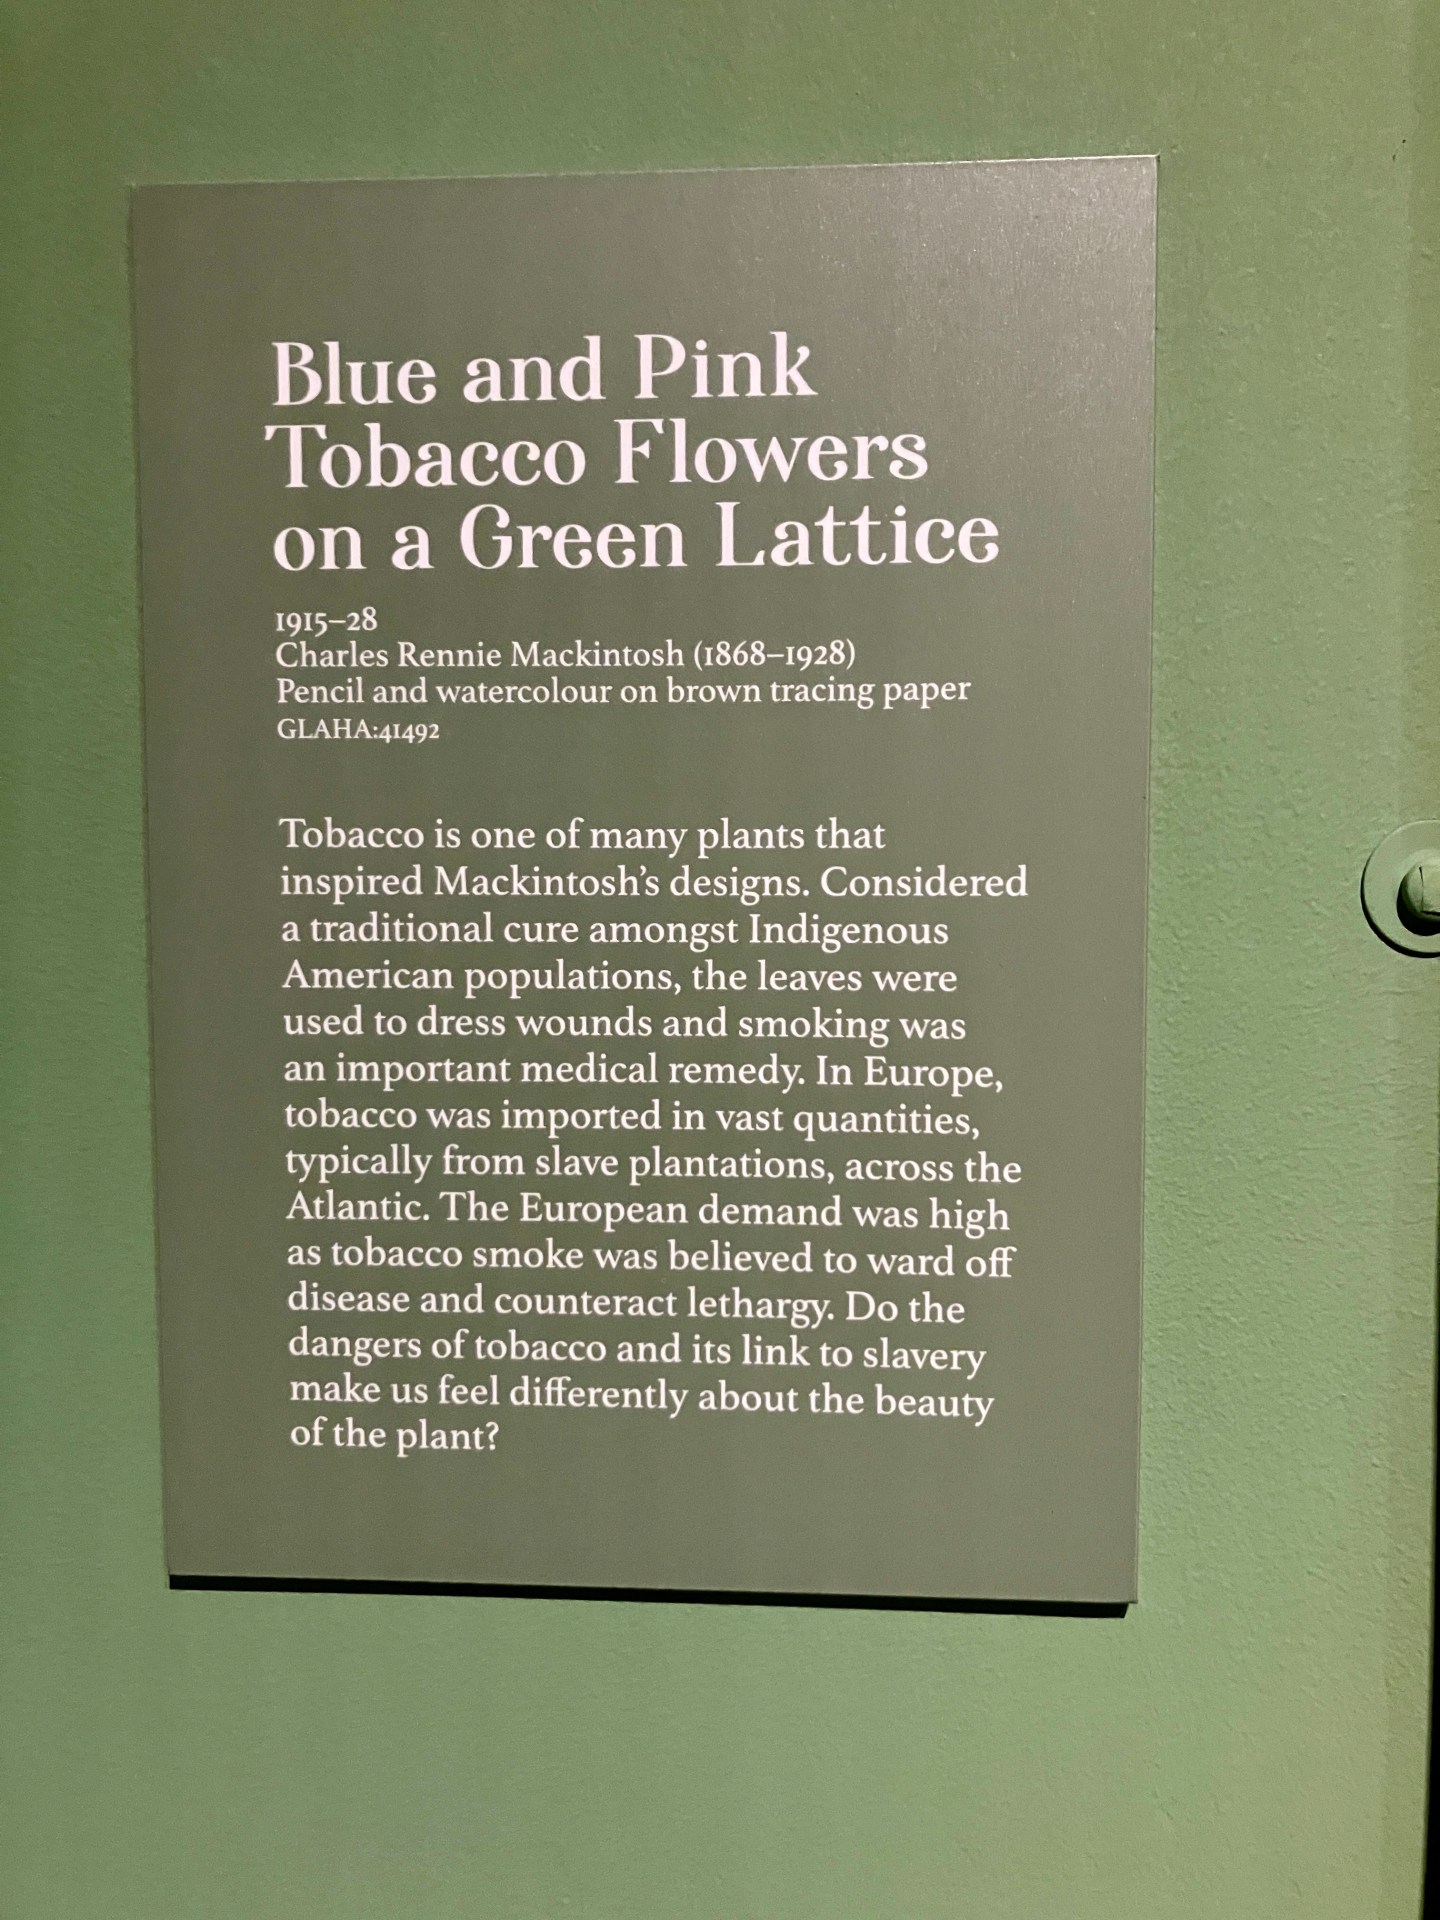 Blue and Pink
Tobacco Flowers
on a Green Lattice
1915–28
Charles Rennie Mackintosh (1868–1928)
Pencil and watercolour on brown tracing paper
GLAHA:41492
Tobacco is one of many plants that
inspired Mackintosh’s designs. Considered
a traditional cure amongst Indigenous
American populations, the leaves were
used to dress wounds and smoking was
an important medical remedy. In Europe,
tobacco was imported in vast quantities,
typically from slave plantations, across the
Atlantic. The European demand was high
as tobacco smoke was believed to ward off
disease and counteract lethargy. Do the
dangers of tobacco and its link to slavery
make us feel differently about the beauty
of the plant?